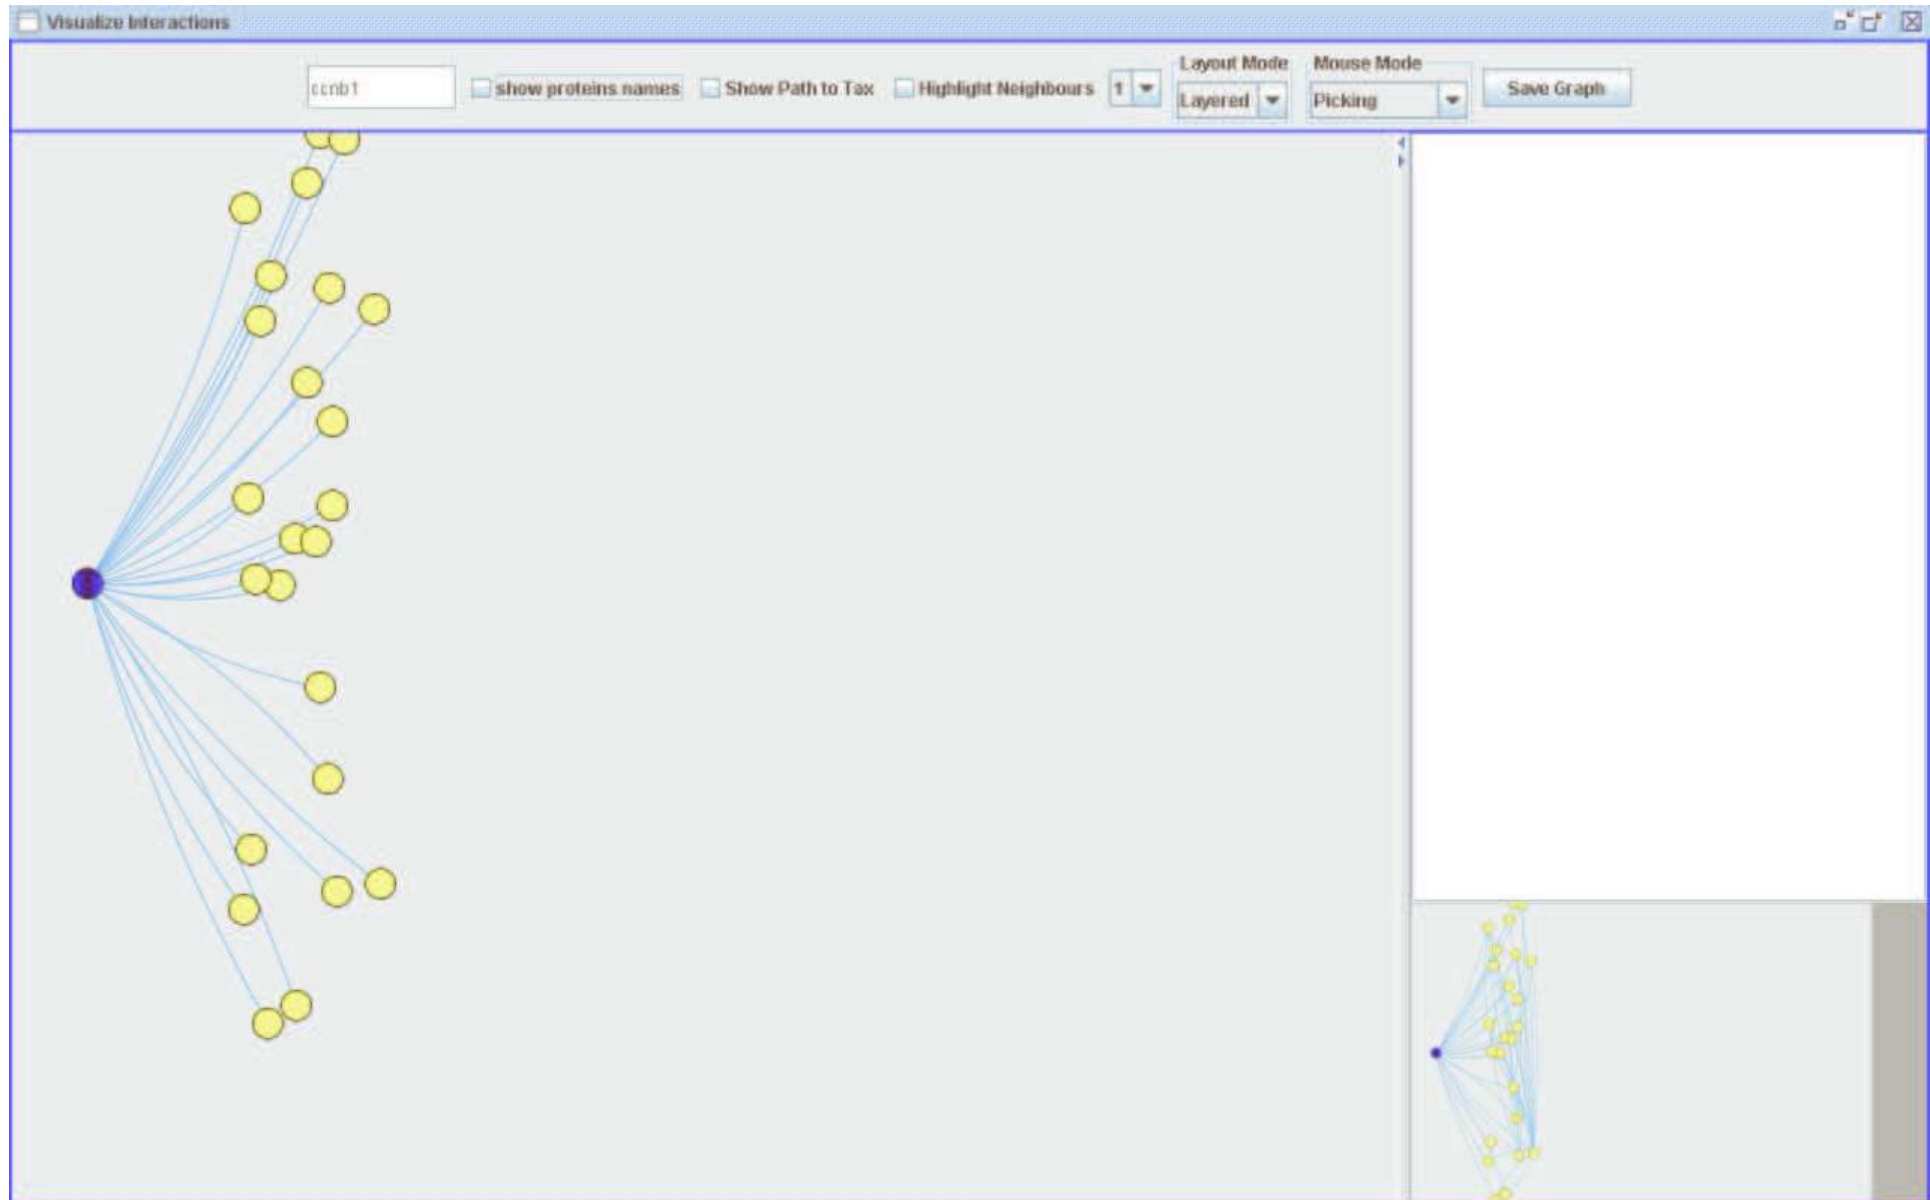 Visualize Interactions
ccnb1
show proteins names
Show Path to Tax
Highlight Neighbours
1
Layout Mode
Layered
Mouse Mode
Picking
Save Graph